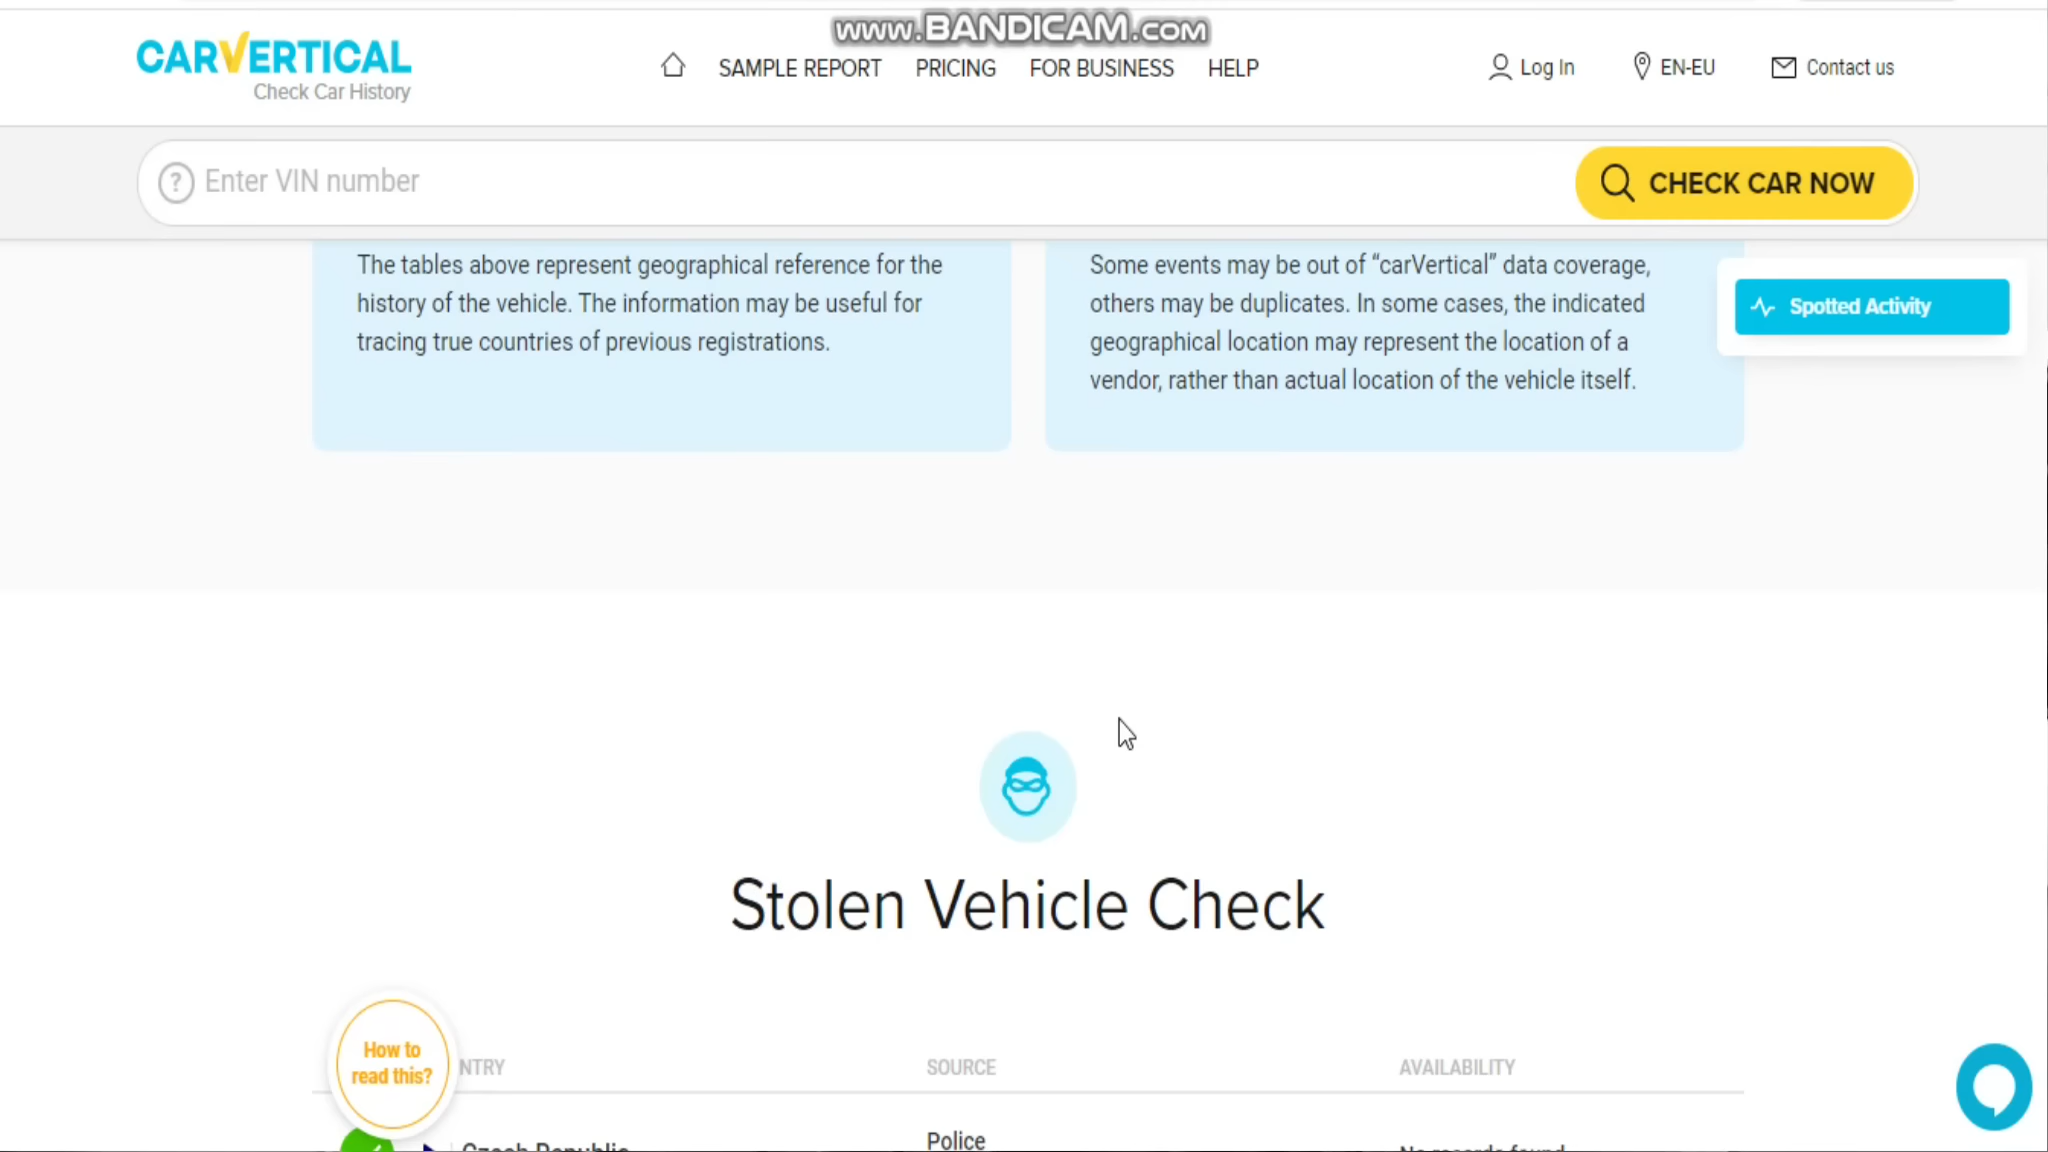 www.BANDICAM.com
CARVERTICAL
Check Car History
SAMPLE REPORT PRICING FOR BUSINESS HELP
Log In EN-EU Contact us
? Enter VIN number
CHECK CAR NOW
The tables above represent geographical reference for the
history of the vehicle. The information may be useful for
tracing true countries of previous registrations.
Some events may be out of “carVertical” data coverage,
others may be duplicates. In some cases, the indicated
geographical location may represent the location of a
vendor, rather than actual location of the vehicle itself.
Spotted Activity
Stolen Vehicle Check
How to
read this?
NTRY SOURCE AVAILABILITY
Czech Republic Police No records found